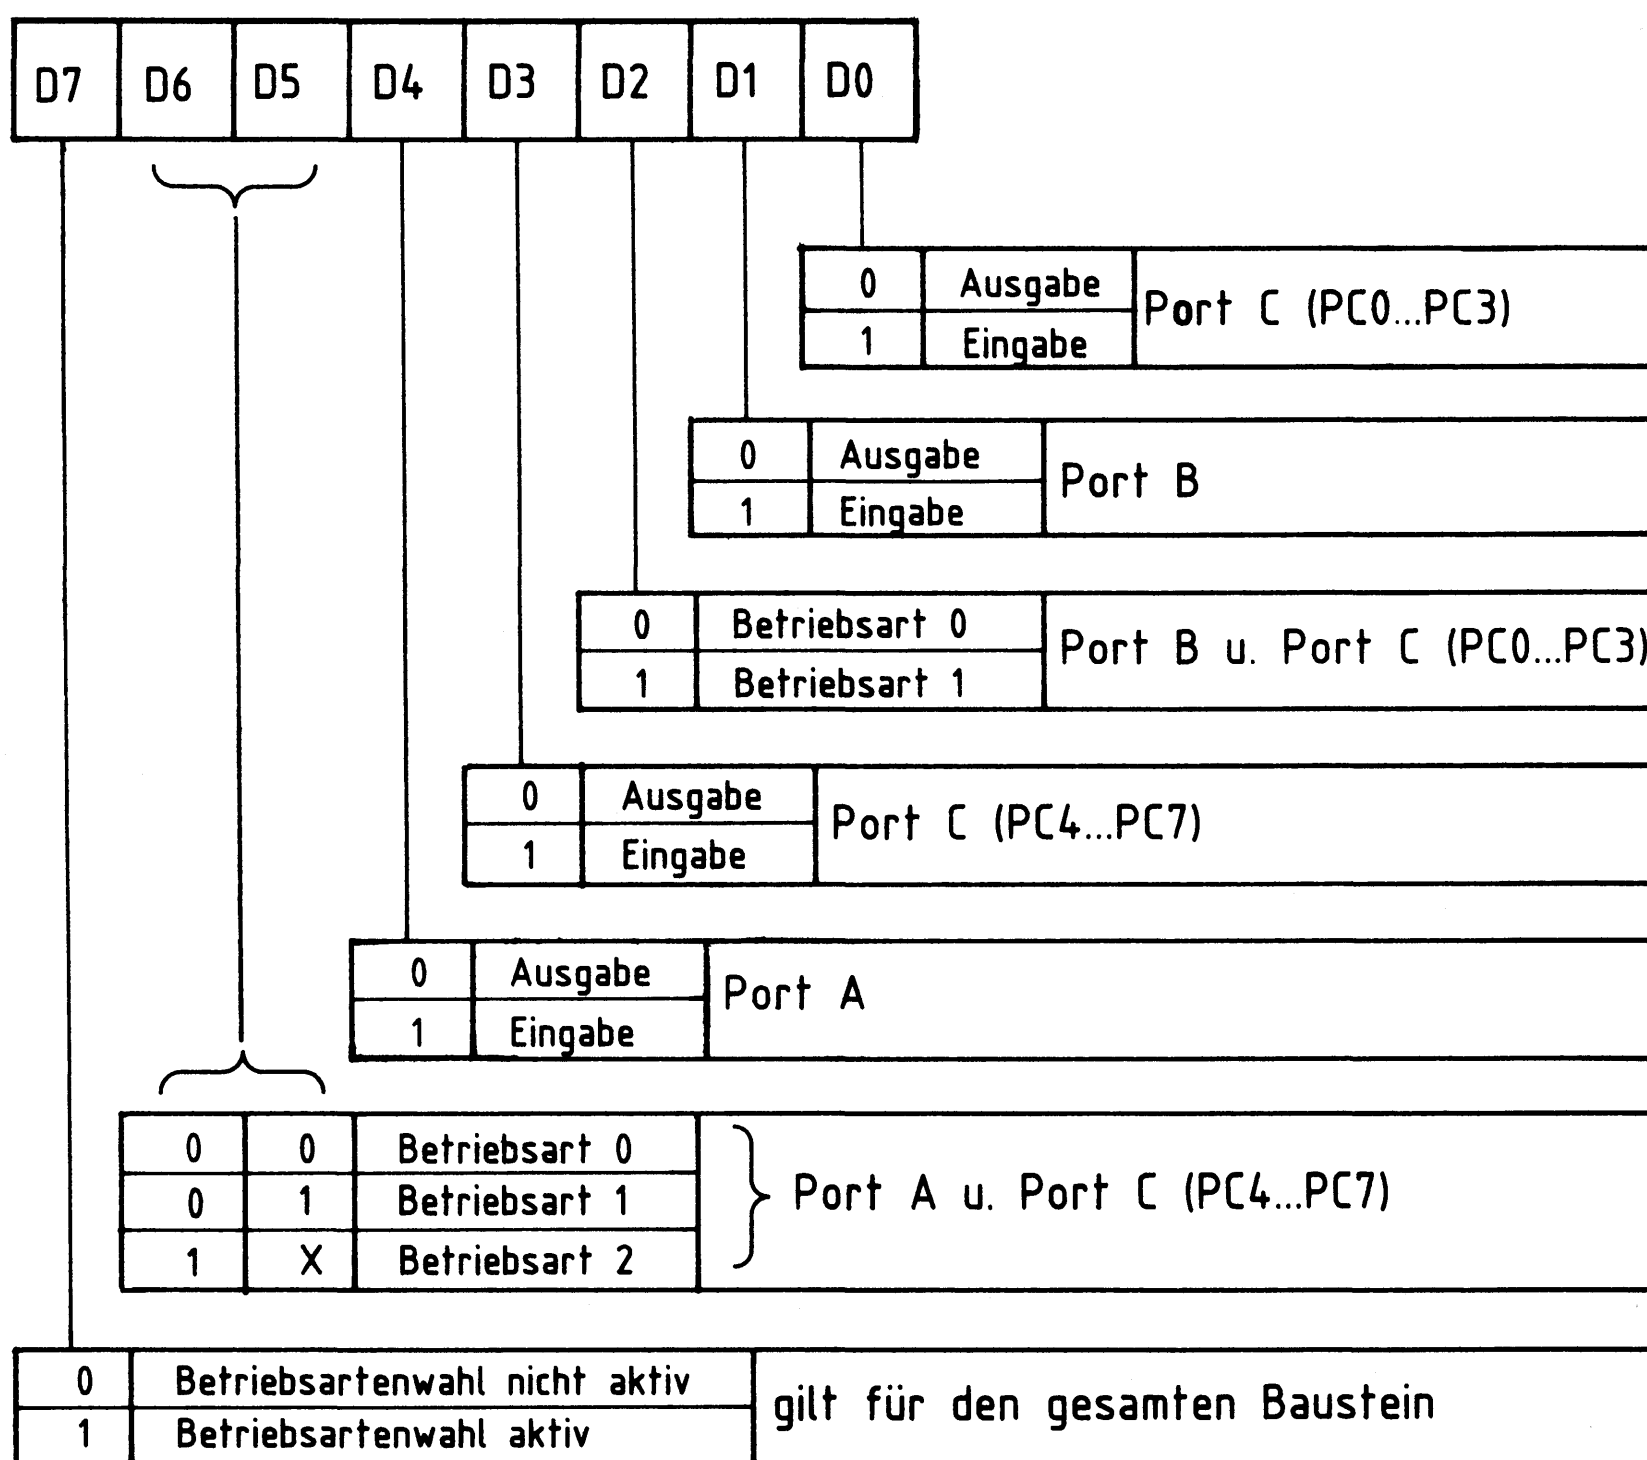 D7 D6 D5 D4 D3 D2 D1 D0
0 Ausgabe
1 Eingabe
Port C (PC0...PC3)
0 Ausgabe
1 Eingabe
Port B
0 Betriebsart 0
1 Betriebsart 1
Port B u. Port C (PC0...PC3)
0 Ausgabe
1 Eingabe
Port C (PC4...PC7)
0 Ausgabe
1 Eingabe
Port A
0 0 Betriebsart 0
0 1 Betriebsart 1
1 X Betriebsart 2
Port A u. Port C (PC4...PC7)
0 Betriebsartenwahl nicht aktiv
1 Betriebsartenwahl aktiv
gilt für den gesamten Baustein